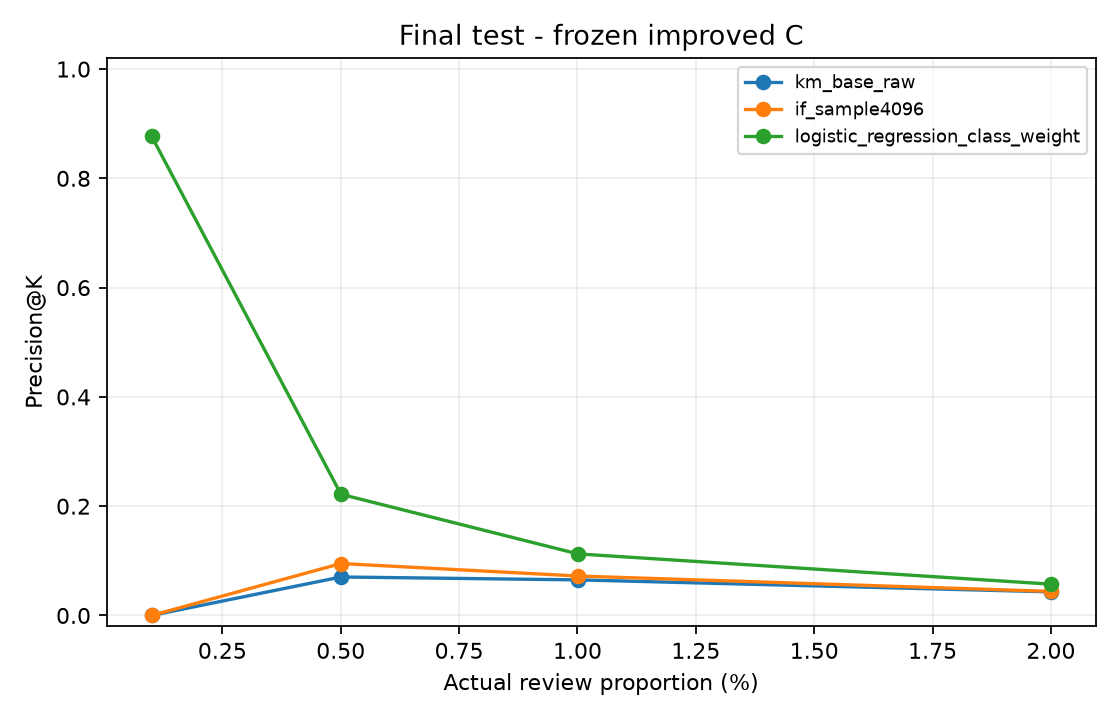 Final test - frozen improved C
km_base_raw
if_sample4096
logistic_regression_class_weight
Precision@K
1.0
0.8
0.6
0.4
0.2
0.0
0.25 0.50 0.75 1.00 1.25 1.50 1.75 2.00
Actual review proportion (%)